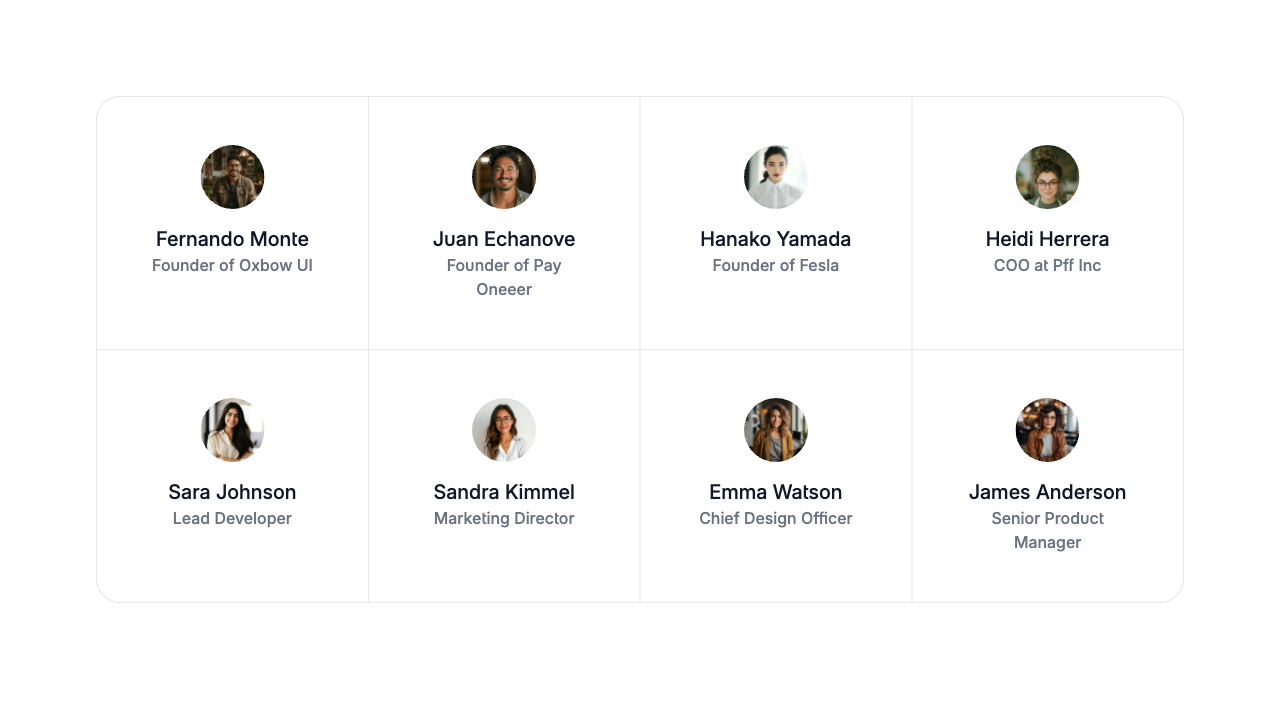 Fernando Monte
Founder of Oxbow UI
Juan Echanove
Founder of Pay
Oneeer
Hanako Yamada
Founder of Fesla
Heidi Herrera
COO at Pff Inc
Sara Johnson
Lead Developer
Sandra Kimmel
Marketing Director
Emma Watson
Chief Design Officer
James Anderson
Senior Product
Manager